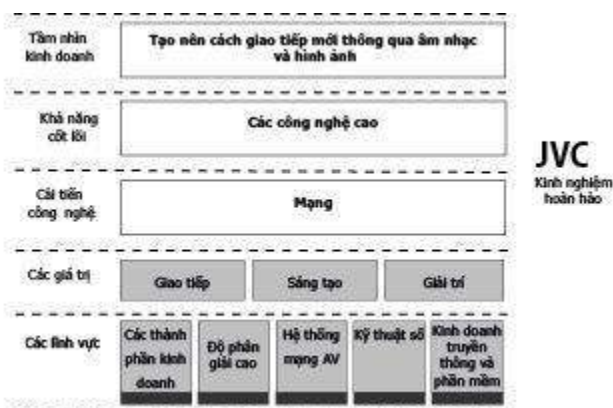 Tầm nhìn
kinh doanh
Tạo nên cách giao tiếp mới thông qua âm nhạc
và hình ảnh
Khả năng
cốt lõi
Các công nghệ cao
JVC
Kinh nghiệm
hoàn hảo
Cải tiến
công nghệ
Mạng
Các giá trị
Giao tiếp
Sáng tạo
Giải trí
Các lĩnh vực
Các thành
phần kinh
doanh
Độ phân
giải cao
Hệ thống
mạng AV
Kỹ thuật số
Kinh doanh
truyền
thông và
phần mềm